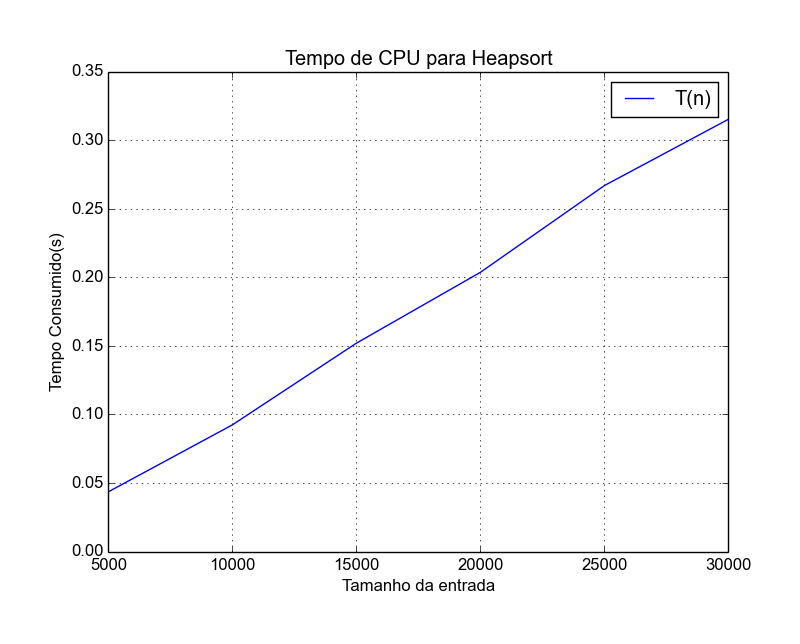 Tempo de CPU para Heapsort
T(n)
0.35
0.30
0.25
0.20
0.15
0.10
0.05
0.00
Tempo Consumido(s)
5000 10000 15000 20000 25000 30000
Tamanho da entrada